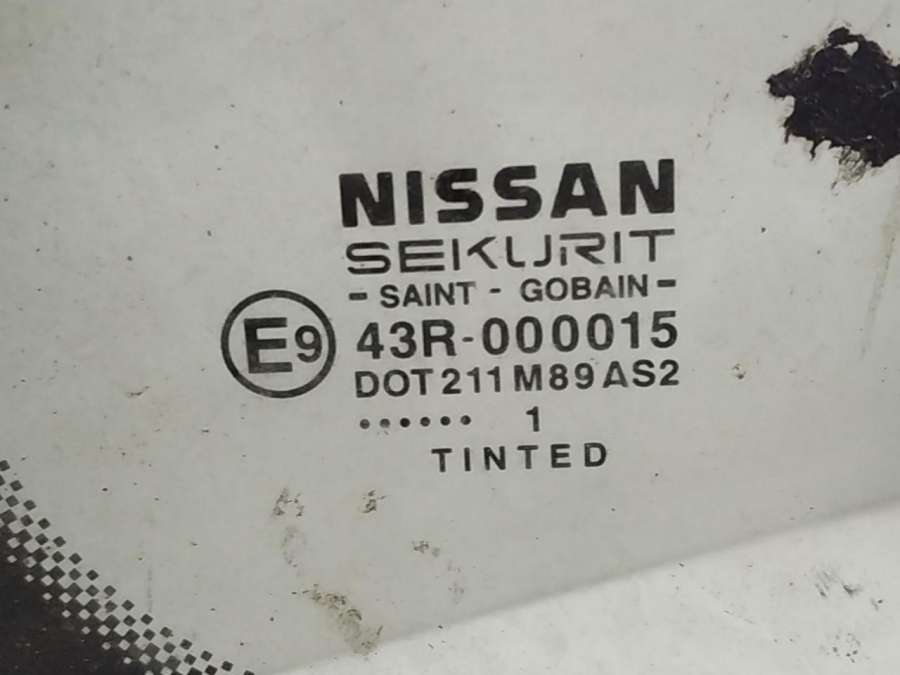 NISSAN
SEKURIT
- SAINT - GOBAIN -
E9 43R-000015
DOT 211 M89 AS2
...... 1
TINTED